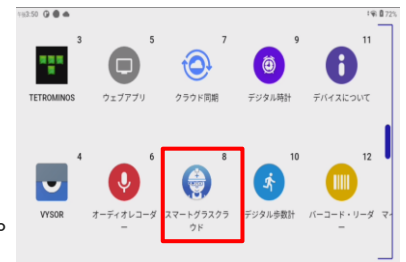 3:50 72%
3 5 7 9 11
TETROMINOS ウェブアプリ クラウド同期 デジタル時計 デバイスについて
4 6 8 10 12
VYSOR オーディオレコーダ スマートグラスクラ デジタル歩数計 バーコード・リーダ マイ
ー ウド ー